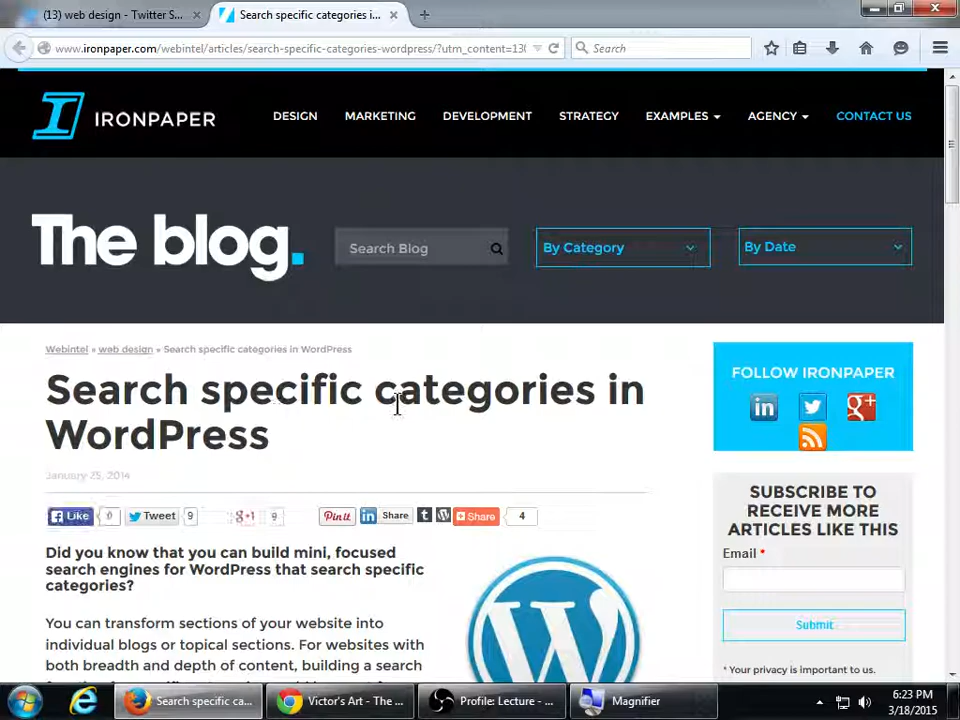 (13) web design - Twitter S...
Search specific categories i...
www.ironpaper.com/webintel/articles/search-specific-categories-wordpress/?utm_content=130
Search
IRONPAPER
DESIGN
MARKETING
DEVELOPMENT
STRATEGY
EXAMPLES
AGENCY
CONTACT US
The blog.
Search Blog
By Category
By Date
Webintel » web design » Search specific categories in WordPress
Search specific categories in
WordPress
January 25, 2014
Like 0
Tweet 9
g+1 9
Pin it
in Share
t
Share 4
Did you know that you can build mini, focused
search engines for WordPress that search specific
categories?
You can transform sections of your website into
individual blogs or topical sections. For websites with
both breadth and depth of content, building a search
FOLLOW IRONPAPER
in
g+
SUBSCRIBE TO
RECEIVE MORE
ARTICLES LIKE THIS
Email *
Submit
* Your privacy is important to us.
Search specific ca...
Victor's Art - The ...
Profile: Lecture - ...
Magnifier
6:23 PM
3/18/2015